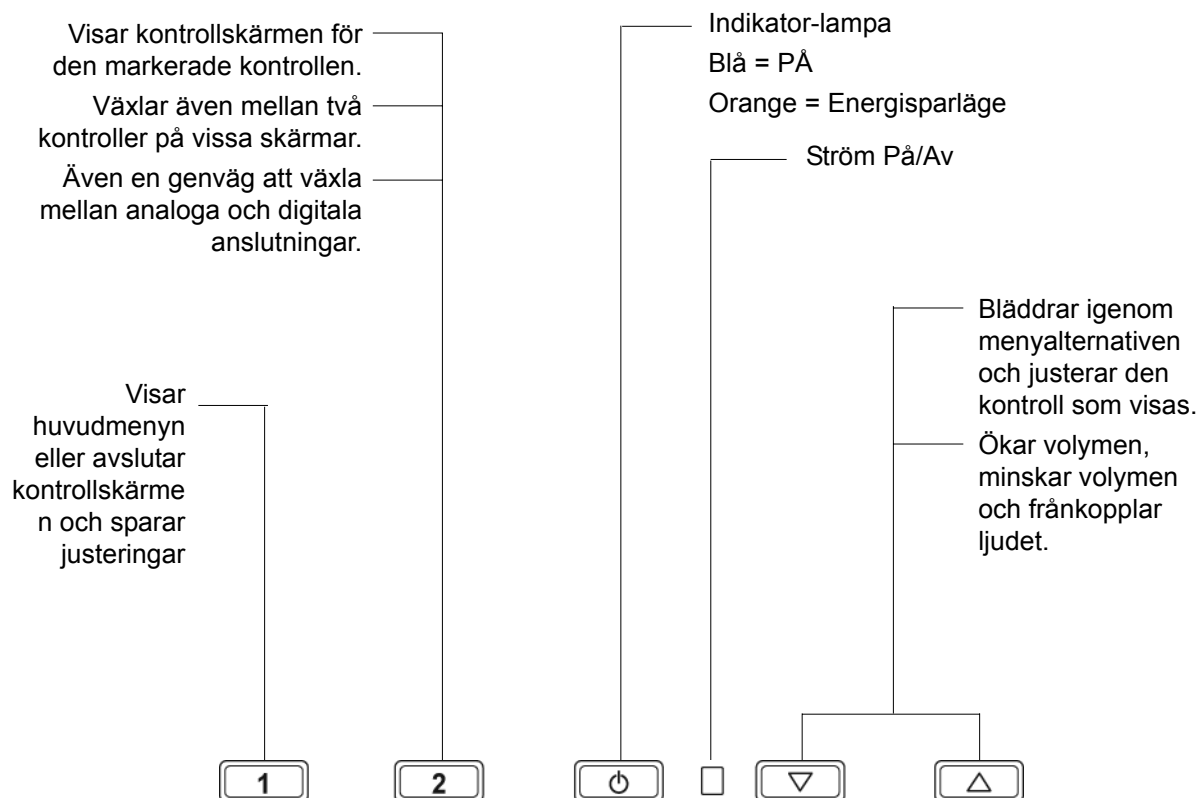 Visar kontrollskärmen för
den markerade kontrollen.
Växlar även mellan två
kontroller på vissa skärmar.
Även en genväg att växla
mellan analoga och digitala
anslutningar.
Indikator-lampa
Blå = PÅ
Orange = Energisparläge
Ström På/Av
Bläddrar igenom
menyalternativen
och justerar den
kontroll som visas.
Ökar volymen,
minskar volymen
och frånkopplar
ljudet.
Visar
huvudmenyn
eller avslutar
kontrollskärme
n och sparar
justeringar
1
2